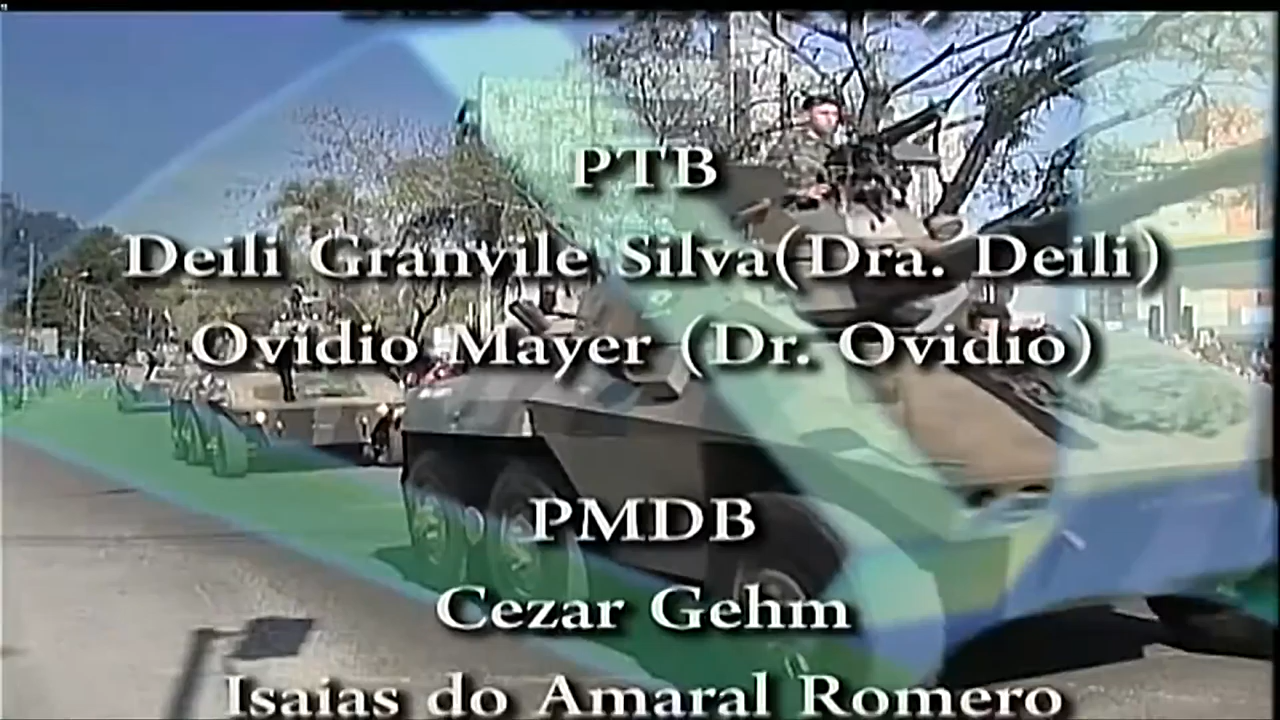 PTB
Deili Granvile Silva(Dra. Deili)
Ovidio Mayer (Dr. Ovidio)
PMDB
Cezar Gehm
Isaias do Amaral Romero